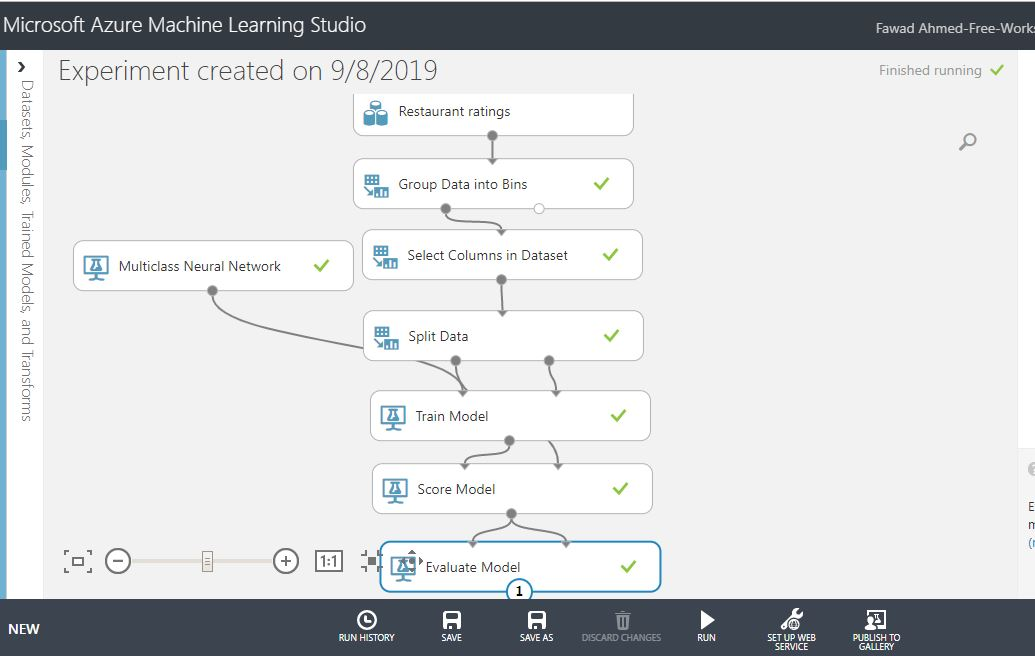 Microsoft Azure Machine Learning Studio
Fawad Ahmed-Free-Works
Experiment created on 9/8/2019
Finished running
Datasets, Modules, Trained Models, and Transforms
Restaurant ratings
Group Data into Bins
Select Columns in Dataset
Multiclass Neural Network
Split Data
Train Model
Score Model
Evaluate Model
1
1:1
E
m
(r
NEW
RUN HISTORY
SAVE
SAVE AS
DISCARD CHANGES
RUN
SET UP WEB
SERVICE
PUBLISH TO
GALLERY